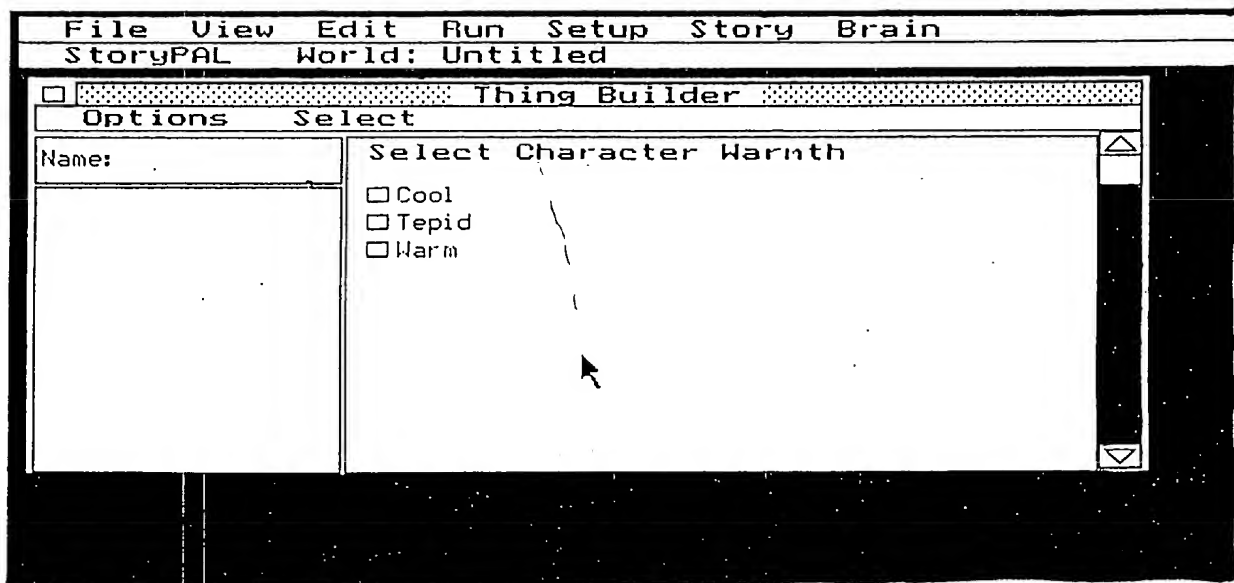 File View Edit Run Setup Story Brain
StoryPAL World: Untitled
Thing Builder
Options Select
Name:
Select Character Warmth
Cool
Tepid
Warm